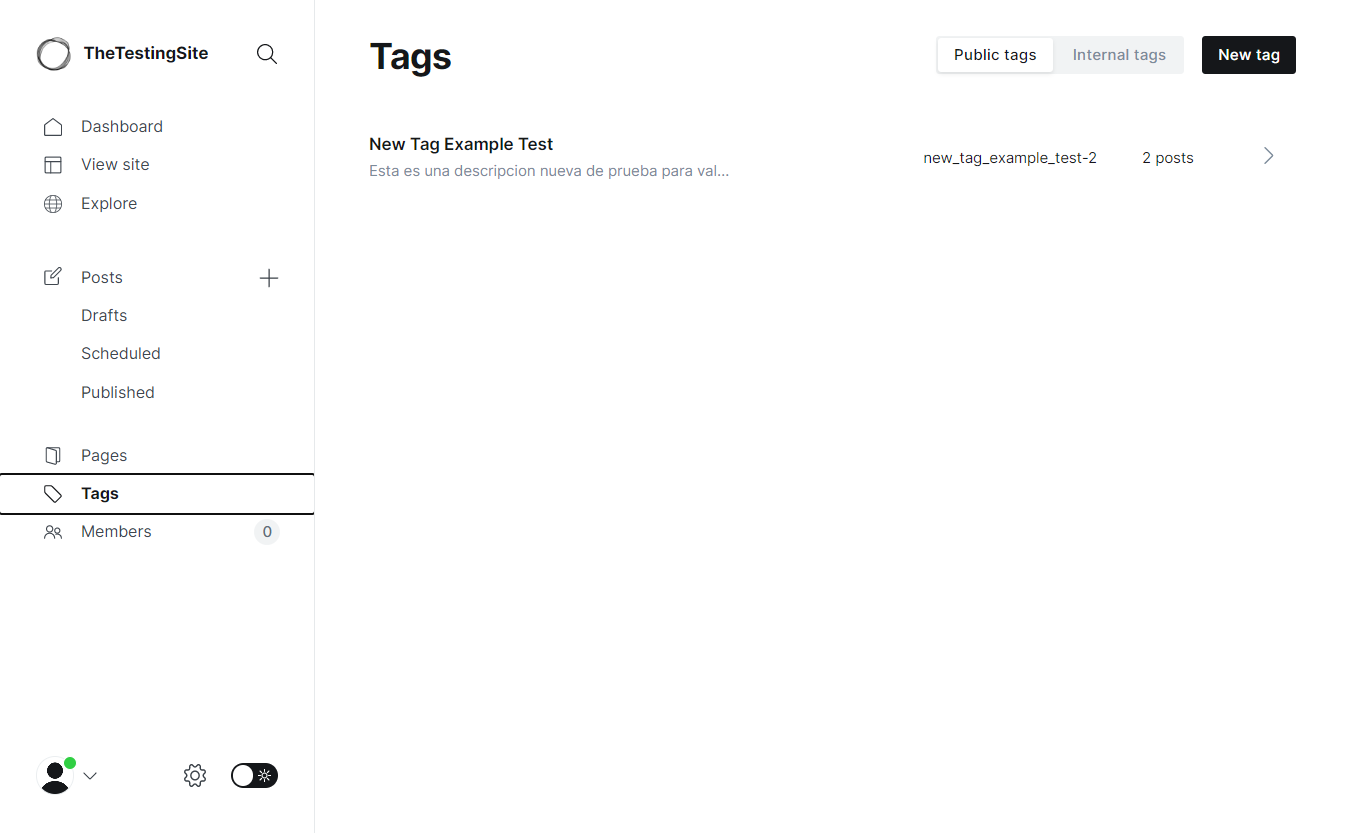 TheTestingSite
Dashboard
View site
Explore
Posts
Drafts
Scheduled
Published
Pages
Tags
Members 0
Tags
Public tags Internal tags New tag
New Tag Example Test
Esta es una descripcion nueva de prueba para val...
new_tag_example_test-2 2 posts